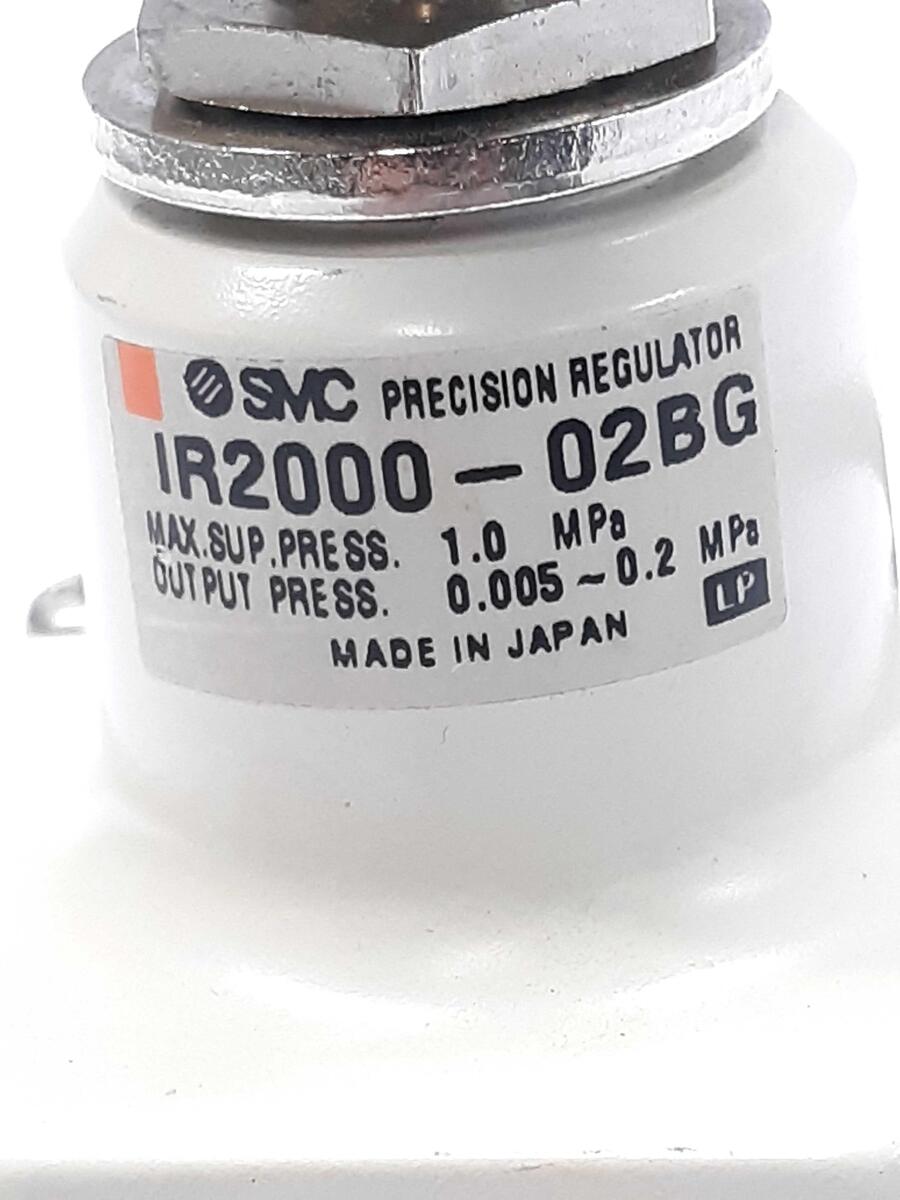 SMC PRECISION REGULATOR
IR2000-02BG
MAX.SUP.PRESS. 1.0 MPa
OUTPUT PRESS. 0.005~0.2 MPa
LP
MADE IN JAPAN